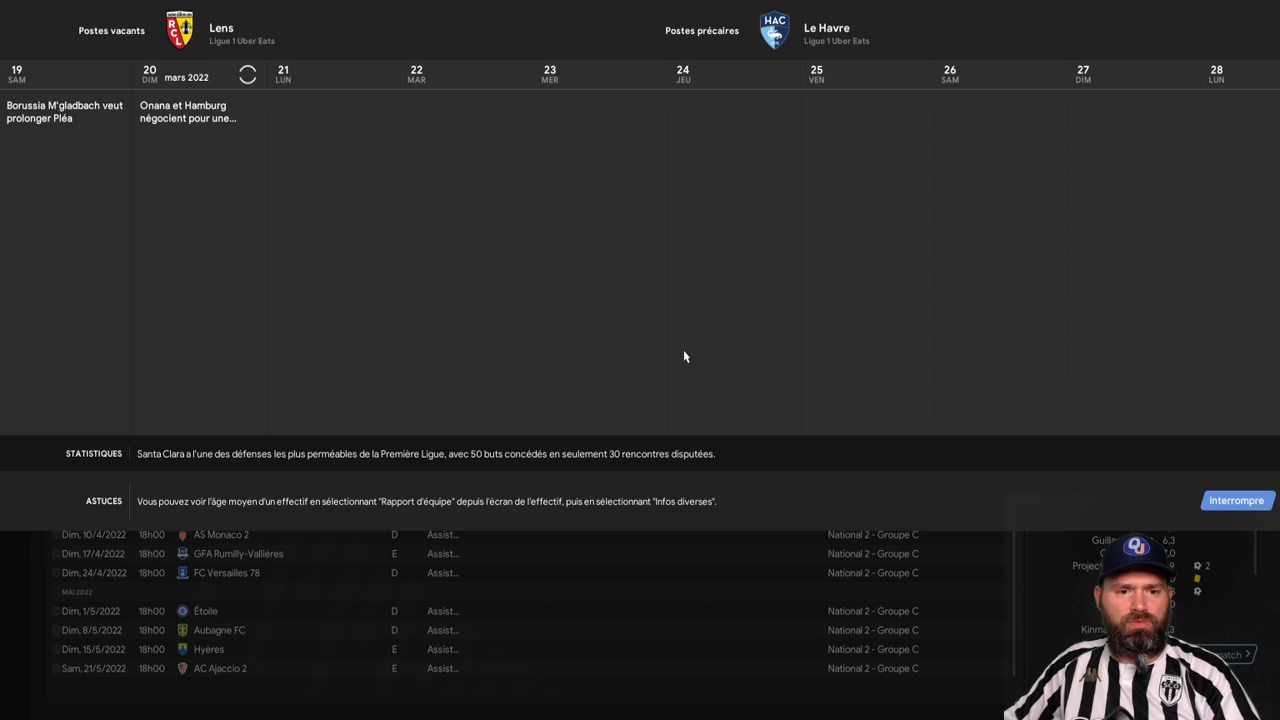 Postes vacants
Lens
Ligue 1 Uber Eats
Postes précaires
HAC
Le Havre
Ligue 1 Uber Eats
19
SAM
20
DIM
mars 2022
21
LUN
22
MAR
23
MER
24
JEU
25
VEN
26
SAM
27
DIM
28
LUN
Borussia M'gladbach veut
prolonger Pléa
Onana et Hamburg
négocient pour une...
STATISTIQUES
Santa Clara a l'une des défenses les plus perméables de la Première Ligue, avec 50 buts concédés en seulement 30 rencontres disputées.
ASTUCES
Vous pouvez voir l'âge moyen d'un effectif en sélectionnant "Rapport d'équipe" depuis l'écran de l'effectif, puis en sélectionnant "Infos diverses".
Interrompre
Dim, 10/4/2022 18h00 AS Monaco 2 D Assist... National 2 - Groupe C
Dim, 17/4/2022 18h00 GFA Rumilly-Vallières E Assist... National 2 - Groupe C
Dim, 24/4/2022 18h00 FC Versailles 78 D Assist... National 2 - Groupe C
MAI 2022
Dim, 1/5/2022 18h00 Étoile D Assist... National 2 - Groupe C
Dim, 8/5/2022 18h00 Aubagne FC D Assist... National 2 - Groupe C
Dim, 15/5/2022 18h00 Hyères E Assist... National 2 - Groupe C
Sam, 21/5/2022 18h00 AC Ajaccio 2 E Assist... National 2 - Groupe C
6,3
2
QJ
SCO